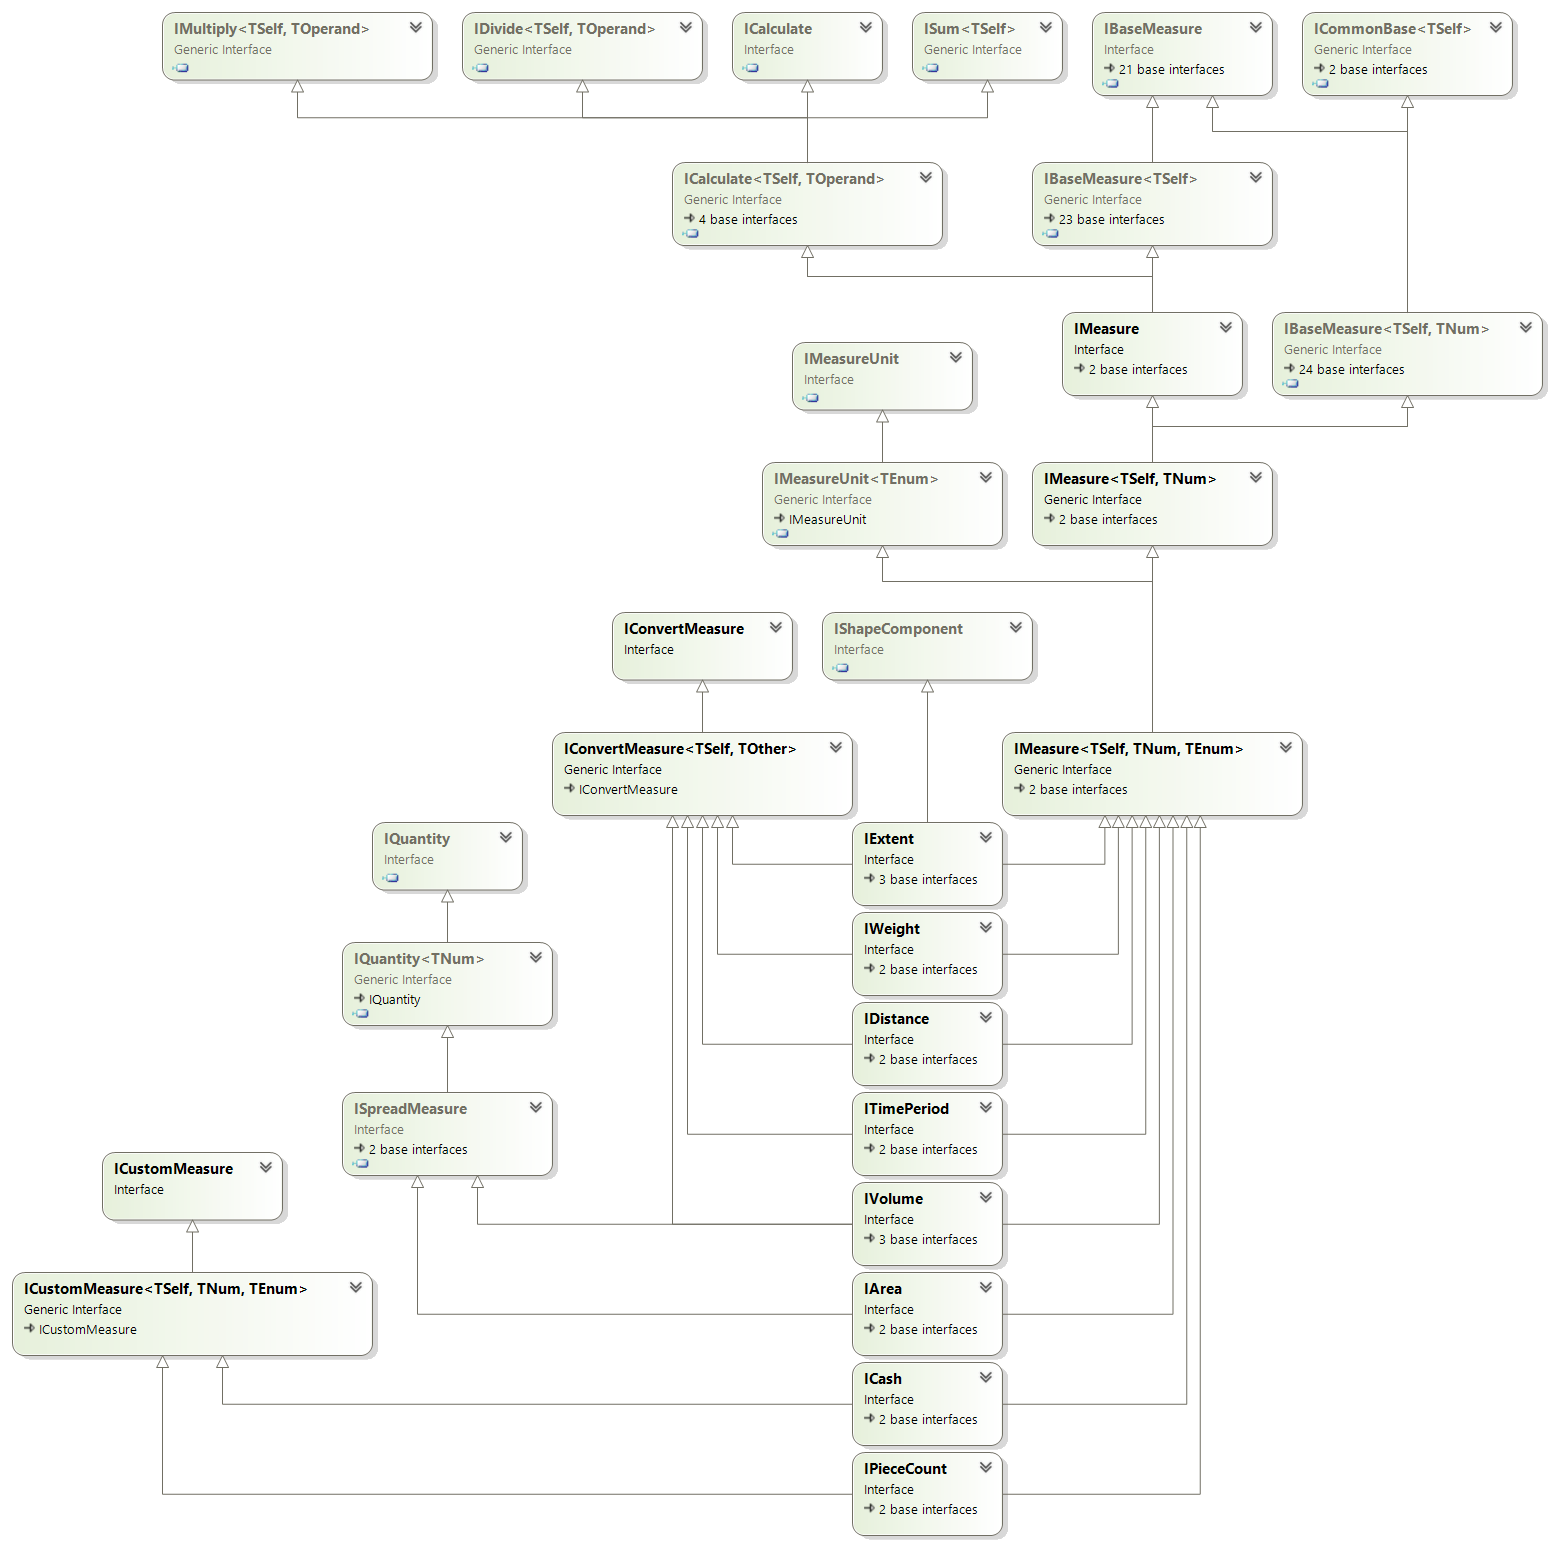 IMultiply<TSelf, TOperand>
Generic Interface
IDivide<TSelf, TOperand>
Generic Interface
ICalculate
Interface
ISum<TSelf>
Generic Interface
IBaseMeasure
Interface
21 base interfaces
ICommonBase<TSelf>
Generic Interface
2 base interfaces
ICalculate<TSelf, TOperand>
Generic Interface
4 base interfaces
IBaseMeasure<TSelf>
Generic Interface
23 base interfaces
IMeasure
Interface
2 base interfaces
IBaseMeasure<TSelf, TNum>
Generic Interface
24 base interfaces
IMeasureUnit
Interface
IMeasureUnit<TEnum>
Generic Interface
IMeasureUnit
IMeasure<TSelf, TNum>
Generic Interface
2 base interfaces
IConvertMeasure
Interface
IShapeComponent
Interface
IConvertMeasure<TSelf, TOther>
Generic Interface
IConvertMeasure
IMeasure<TSelf, TNum, TEnum>
Generic Interface
2 base interfaces
IQuantity
Interface
IExtent
Interface
3 base interfaces
IWeight
Interface
2 base interfaces
IQuantity<TNum>
Generic Interface
IQuantity
IDistance
Interface
2 base interfaces
ISpreadMeasure
Interface
2 base interfaces
ITimePeriod
Interface
2 base interfaces
ICustomMeasure
Interface
IVolume
Interface
3 base interfaces
ICustomMeasure<TSelf, TNum, TEnum>
Generic Interface
ICustomMeasure
IArea
Interface
2 base interfaces
ICash
Interface
2 base interfaces
IPieceCount
Interface
2 base interfaces